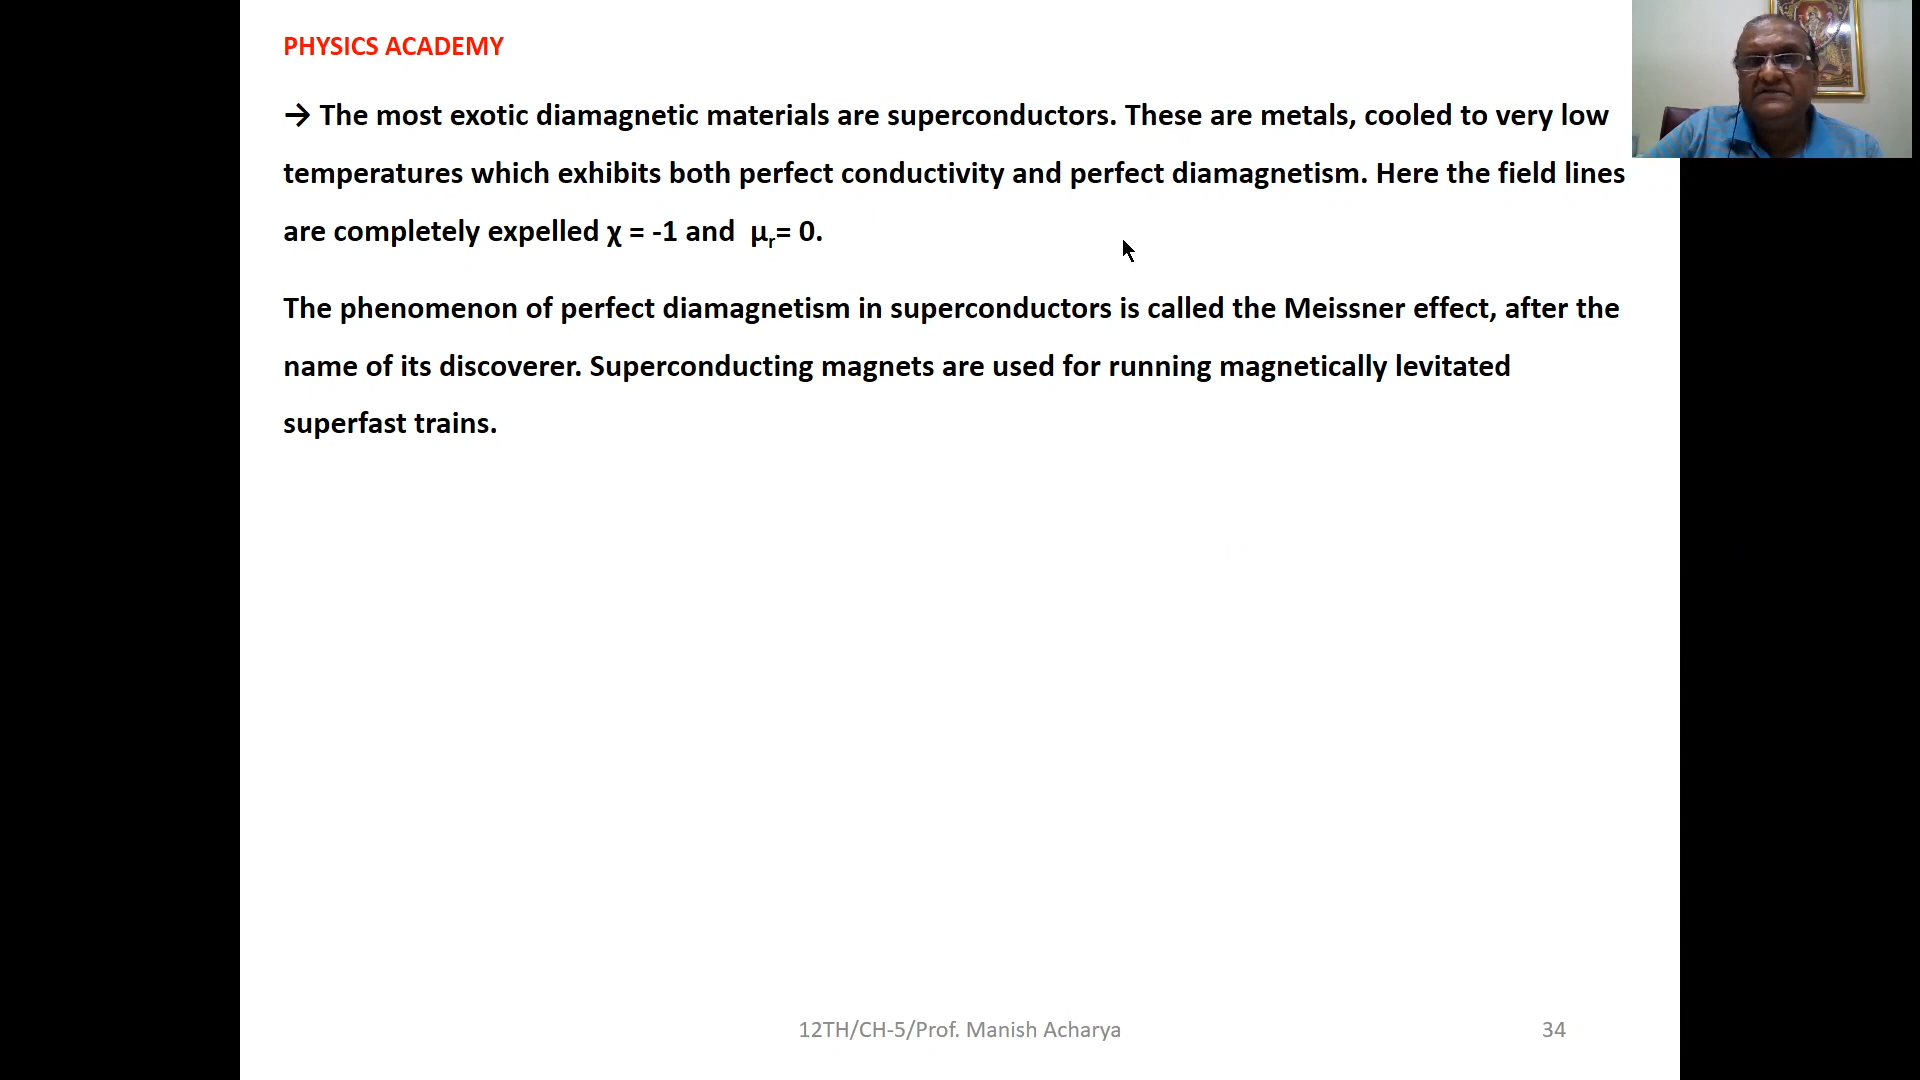 PHYSICS ACADEMY
→ The most exotic diamagnetic materials are superconductors. These are metals, cooled to very low
temperatures which exhibits both perfect conductivity and perfect diamagnetism. Here the field lines
are completely expelled χ = -1 and μr= 0.
The phenomenon of perfect diamagnetism in superconductors is called the Meissner effect, after the
name of its discoverer. Superconducting magnets are used for running magnetically levitated
superfast trains.
12TH/CH-5/Prof. Manish Acharya
34